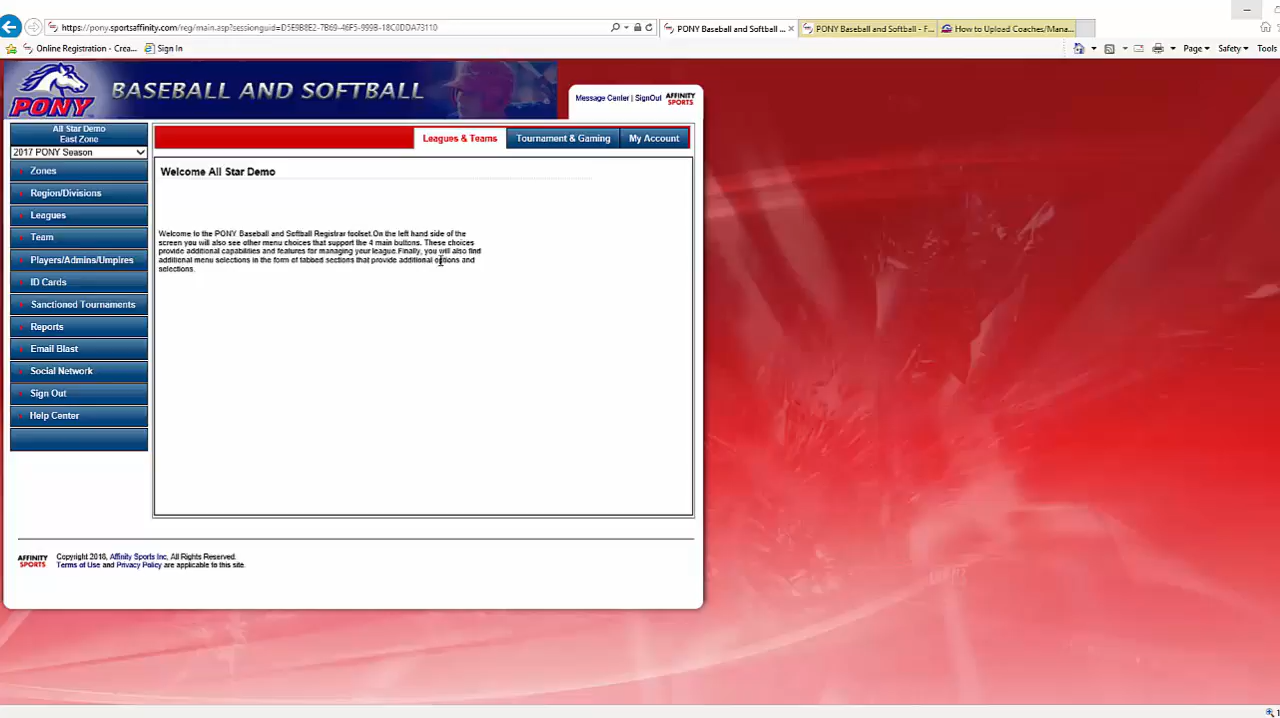 https://pony.sportsaffinity.com/reg/main.asp?sessionguid=D5E9B8E2-7B69-46F5-999B-18C0DDA73110
PONY Baseball and Softball ...
PONY Baseball and Softball - F...
How to Upload Coaches/Mana...
Online Registration - Crea...
Sign In
Page
Safety
Tools
PONY
BASEBALL AND SOFTBALL
Message Center | SignOut
AFFINITY SPORTS
All Star Demo
East Zone
2017 PONY Season
Leagues & Teams
Tournament & Gaming
My Account
Zones
Region/Divisions
Leagues
Team
Players/Admins/Umpires
ID Cards
Sanctioned Tournaments
Reports
Email Blast
Social Network
Sign Out
Help Center
Welcome All Star Demo
Welcome to the PONY Baseball and Softball Registrar toolset.On the left hand side of the
screen you will also see other menu choices that support the 4 main buttons. These choices
provide additional capabilities and features for managing your league.Finally, you will also find
additional menu selections in the form of tabbed sections that provide additional options and
selections.
AFFINITY SPORTS
Copyright 2016, Affinity Sports Inc, All Rights Reserved.
Terms of Use and Privacy Policy are applicable to this site.